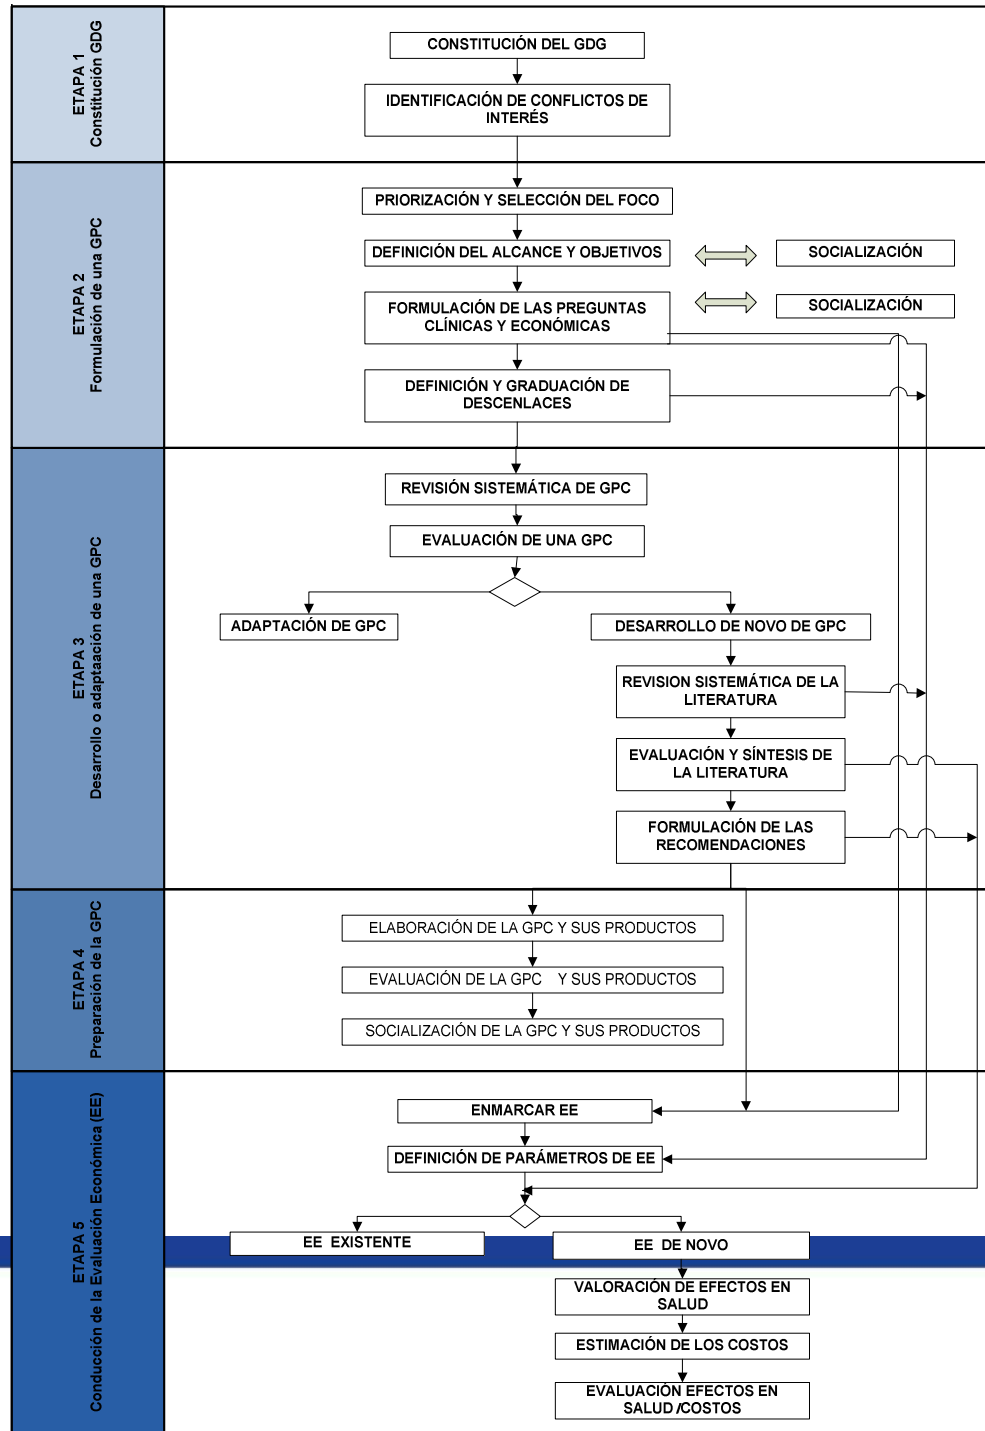 ETAPA 1
Constitución GDG
CONSTITUCIÓN DEL GDG
IDENTIFICACIÓN DE CONFLICTOS DE
INTERÉS
ETAPA 2
Formulación de una GPC
PRIORIZACIÓN Y SELECCIÓN DEL FOCO
DEFINICIÓN DEL ALCANCE Y OBJETIVOS
SOCIALIZACIÓN
FORMULACIÓN DE LAS PREGUNTAS
CLÍNICAS Y ECONÓMICAS
SOCIALIZACIÓN
DEFINICIÓN Y GRADUACIÓN DE
DESCENLACES
ETAPA 3
Desarrollo o adaptaación de una GPC
REVISIÓN SISTEMÁTICA DE GPC
EVALUACIÓN DE UNA GPC
ADAPTACIÓN DE GPC
DESARROLLO DE NOVO DE GPC
REVISION SISTEMÁTICA DE LA
LITERATURA
EVALUACIÓN Y SÍNTESIS DE
LA LITERATURA
FORMULACIÓN DE LAS
RECOMENDACIONES
ETAPA 4
Preparación de la GPC
ELABORACIÓN DE LA GPC Y SUS PRODUCTOS
EVALUACIÓN DE LA GPC Y SUS PRODUCTOS
SOCIALIZACIÓN DE LA GPC Y SUS PRODUCTOS
ETAPA 5
Conducción de la Evaluación Económica (EE)
ENMARCAR EE
DEFINICIÓN DE PARÁMETROS DE EE
EE EXISTENTE
EE DE NOVO
VALORACIÓN DE EFECTOS EN
SALUD
ESTIMACIÓN DE LOS COSTOS
EVALUACIÓN EFECTOS EN
SALUD /COSTOS